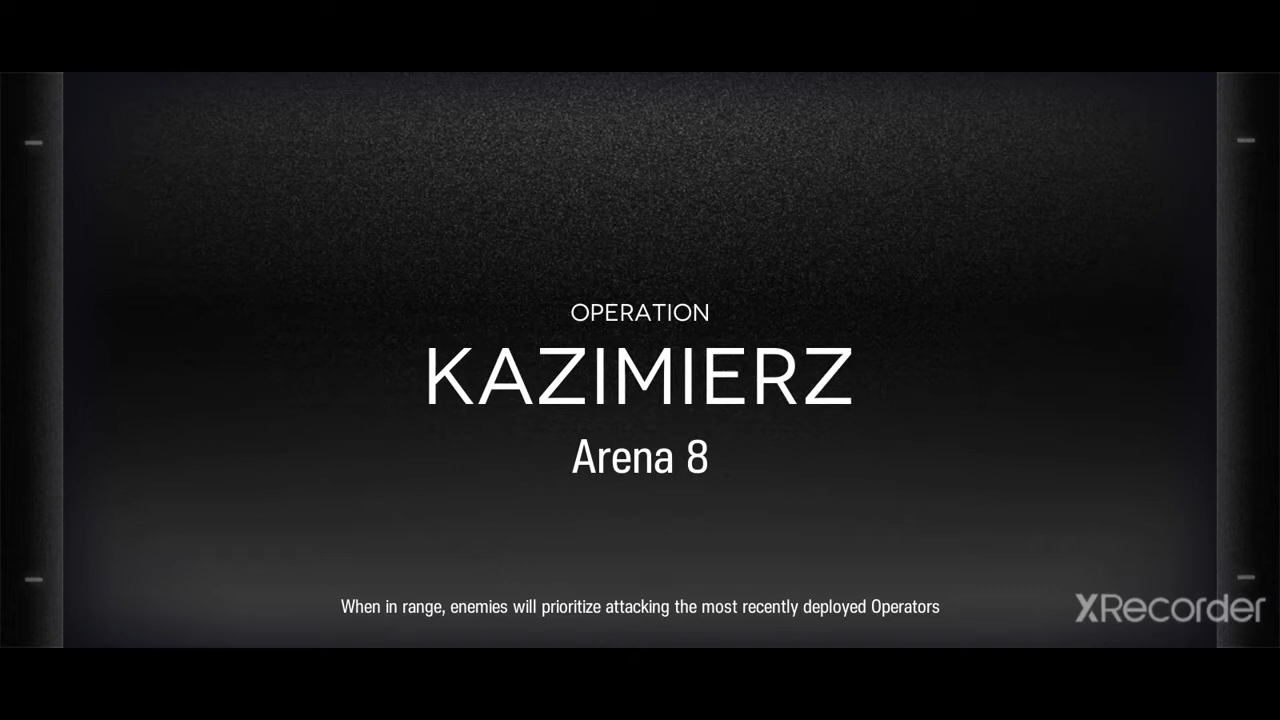 OPERATION
KAZIMIERZ
Arena 8
When in range, enemies will prioritize attacking the most recently deployed Operators
XRecorder